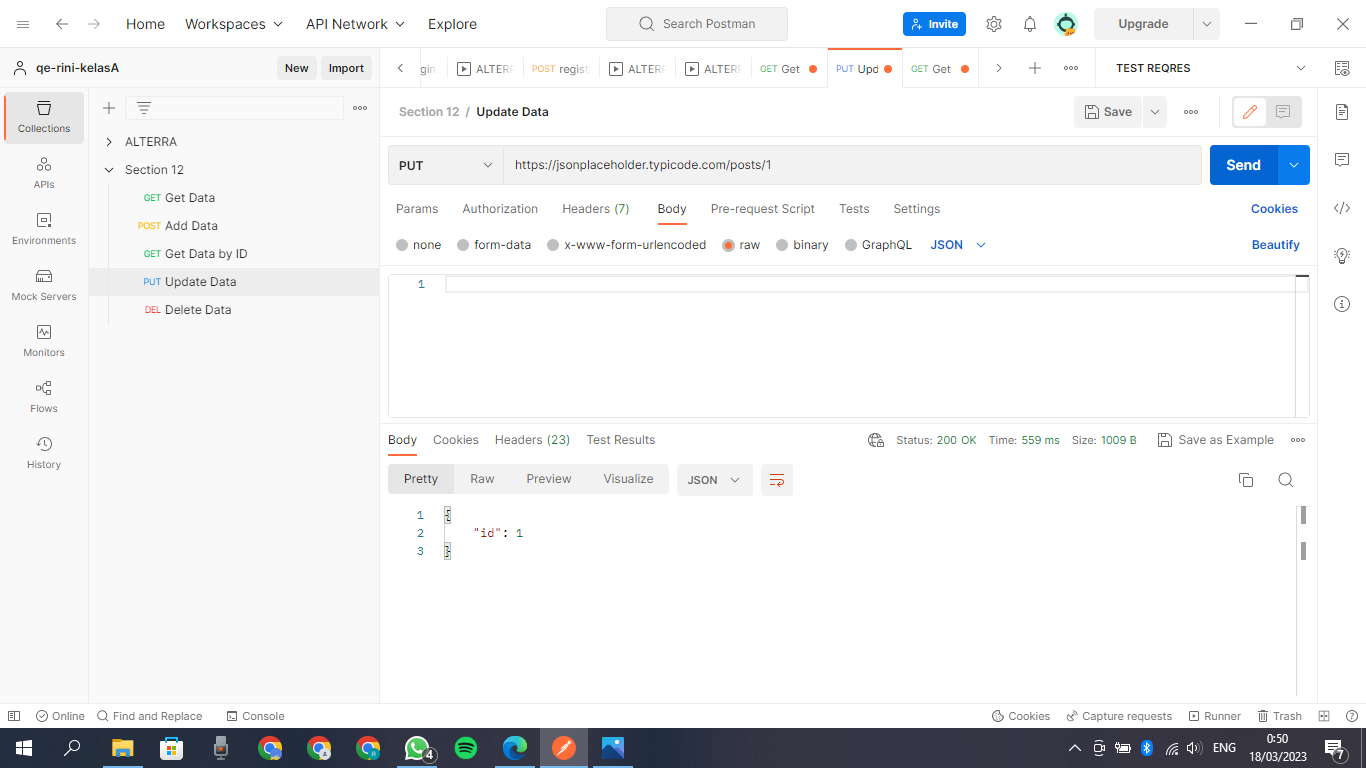 Home Workspaces API Network Explore Search Postman Invite Upgrade
qe-rini-kelasA New Import gin ALTERR POST regist ALTERR ALTERR GET Get PUT Upd GET Get TEST REQRES
Collections
APIs
Environments
Mock Servers
Monitors
Flows
History
ALTERRA
Section 12
GET Get Data
POST Add Data
GET Get Data by ID
PUT Update Data
DEL Delete Data
Section 12 / Update Data Save
PUT https://jsonplaceholder.typicode.com/posts/1 Send
Params Authorization Headers (7) Body Pre-request Script Tests Settings Cookies
none form-data x-www-form-urlencoded raw binary GraphQL JSON Beautify
1
Body Cookies Headers (23) Test Results Status: 200 OK Time: 559 ms Size: 1009 B Save as Example
Pretty Raw Preview Visualize JSON
1 {
2 "id": 1
3 }
Online Find and Replace Console Cookies Capture requests Runner Trash
4 ENG 0:50
18/03/2023 7